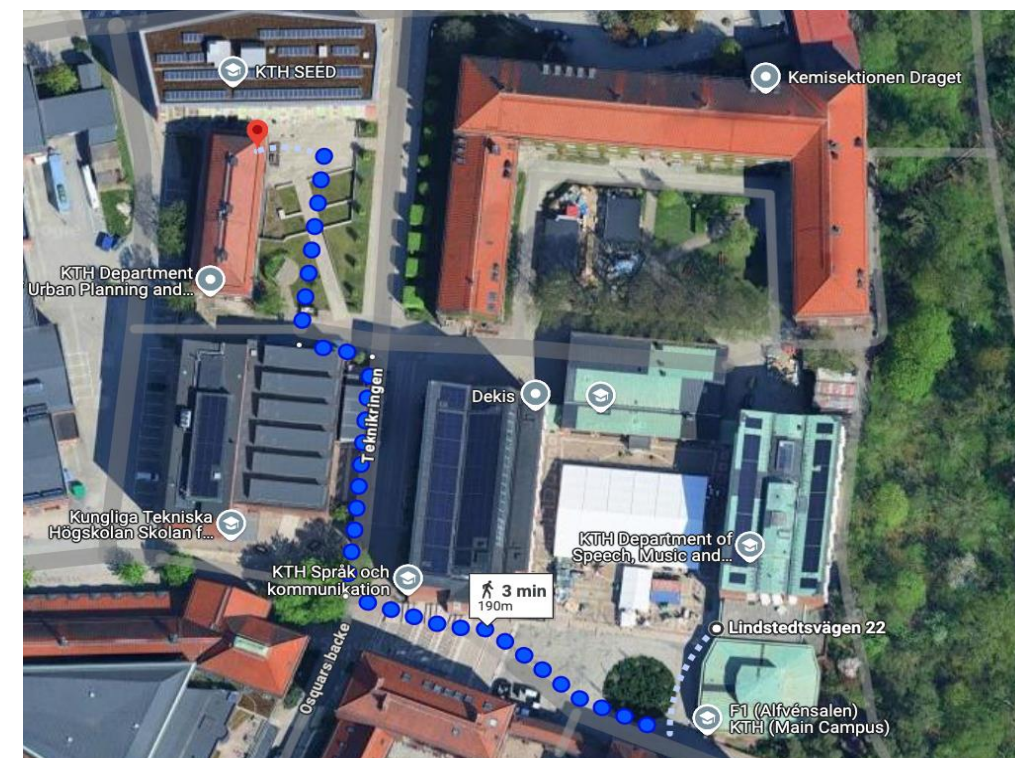 KTH SEED
Kemisektionen Draget
KTH Department
Urban Planning and...
Teknikringen
Dekis
Kungliga Tekniska
Högskolan Skolan f...
KTH Department of
Speech, Music and...
KTH Språk och
kommunikation
3 min
190m
Lindstedtsvägen 22
Osquars backe
F1 (Alfvénsalen)
KTH (Main Campus)